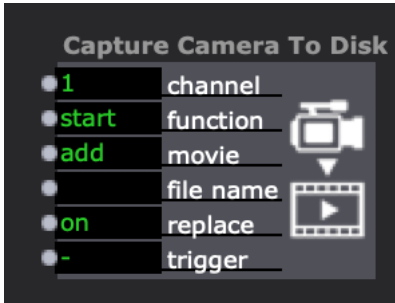 Capture Camera To Disk
1 channel
start function
add movie
file name
on replace
- trigger